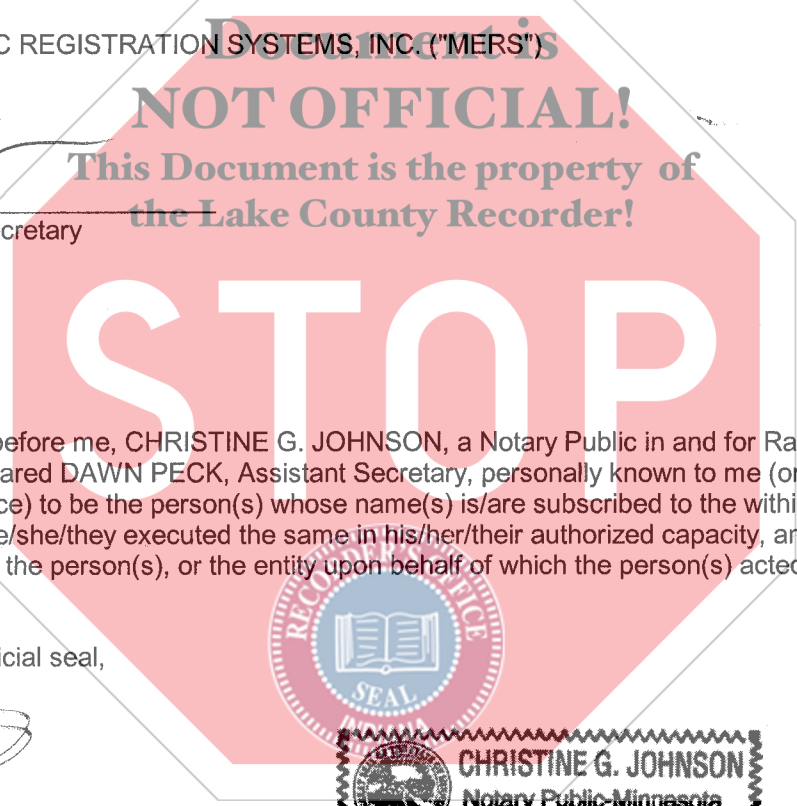 C REGISTRATION SYSTEMS, INC. ("MERS")
Document is
NOT OFFICIAL!
This Document is the property of
the Lake County Recorder!
cretary
STOP
before me, CHRISTINE G. JOHNSON, a Notary Public in and for Ra
ared DAWN PECK, Assistant Secretary, personally known to me (or
ce) to be the person(s) whose name(s) is/are subscribed to the withi
e/she/they executed the same in his/her/their authorized capacity, an
the person(s), or the entity upon behalf of which the person(s) acted
RECORDER'S OFFICE
SEAL
INDIANA
icial seal,
CHRISTINE G. JOHNSON
Notary Public-Minnesota